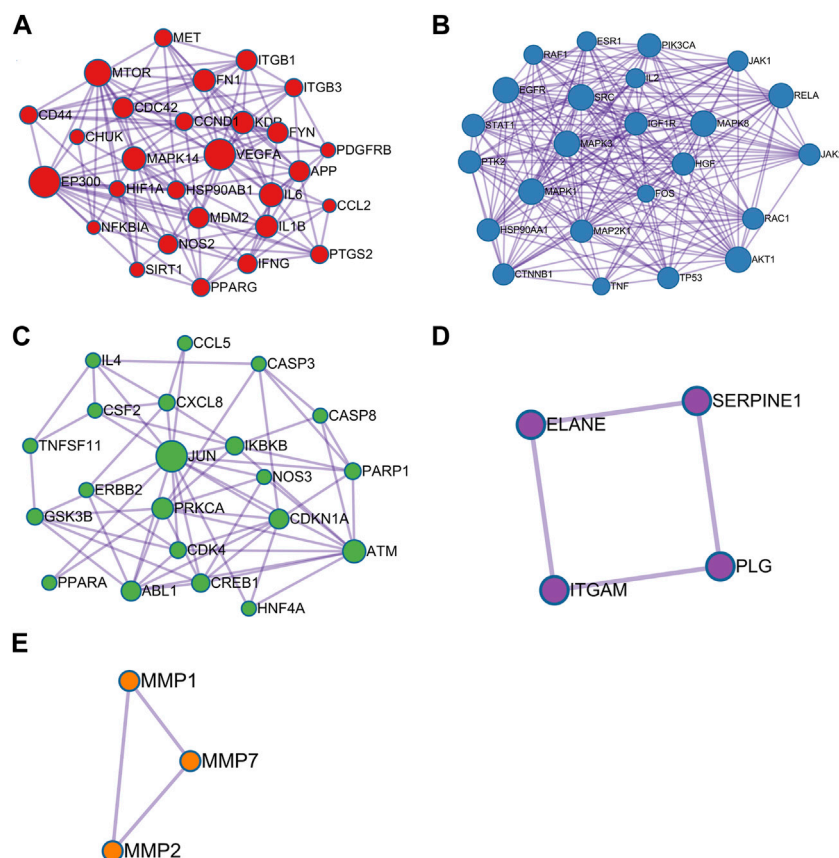 A
MET
MTOR
ITGB1
FN1
ITGB3
CD44
CDC42
CCND1
KDR
FYN
CHUK
PDGFRB
MAPK14
VEGFA
APP
EP300
HIF1A
HSP90AB1
IL6
CCL2
NFKBIA
MDM2
IL1B
NOS2
PTGS2
SIRT1
IFNG
PPARG
B
ESR1
PIK3CA
RAF1
JAK1
IL2
EGFR
SRC
RELA
STAT1
IGF1R
MAPK8
MAPK3
JAK
PTK2
HGF
MAPK1
FOS
RAC1
HSP90AA1
MAP2K1
AKT1
CTNNB1
TNF
TP53
C
CCL5
IL4
CASP3
CSF2
CXCL8
CASP8
TNFSF11
IKBKB
JUN
PARP1
NOS3
ERBB2
GSK3B
PRKCA
CDKN1A
CDK4
ATM
PPARA
ABL1
CREB1
HNF4A
D
SERPINE1
ELANE
PLG
ITGAM
E
MMP1
MMP7
MMP2